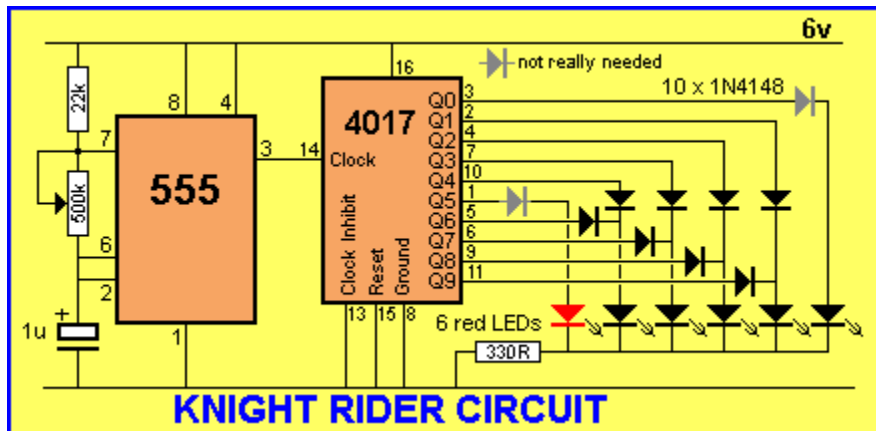 6v
not really needed
16
10 x 1N4148
22k
8
4
7
3
14
555
4017
Clock
Q0
Q1
Q2
Q3
Q4
Q5
Q6
Q7
Q8
Q9
3
2
4
7
10
1
5
6
9
11
500k
6
2
Clock Inhibit
Reset
Ground
+
1u
1
13
15
8
6 red LEDs
330R
KNIGHT RIDER CIRCUIT